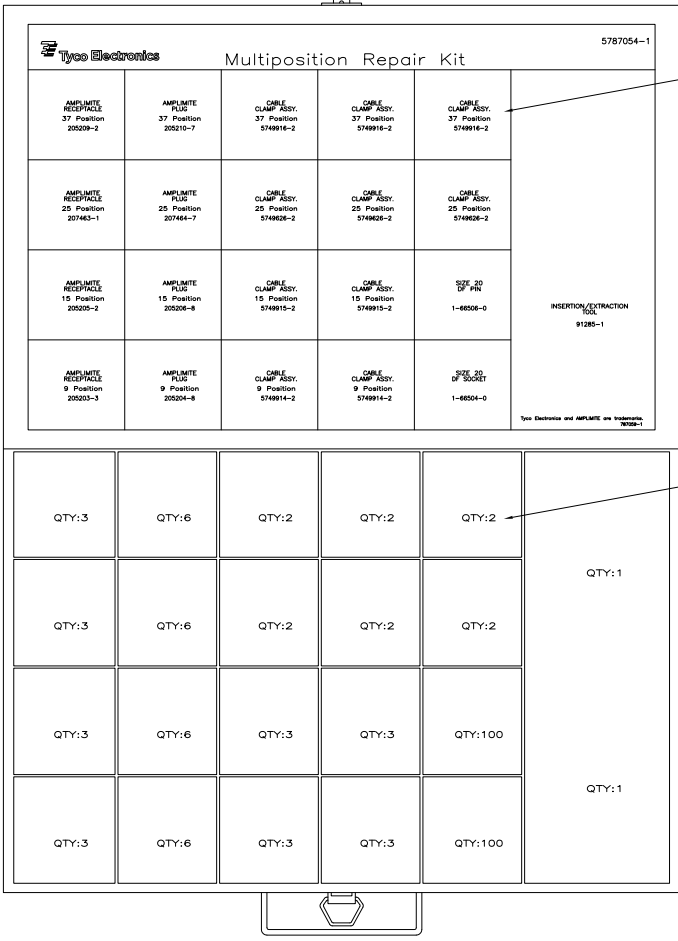 Tyco Electronics
Multiposition Repair Kit
5787054-1
AMPLIMITE
RECEPTACLE
37 Position
205209-2
AMPLIMITE
PLUG
37 Position
205210-7
CABLE
CLAMP ASSY.
37 Position
5749916-2
CABLE
CLAMP ASSY.
37 Position
5749916-2
CABLE
CLAMP ASSY.
37 Position
5749916-2
AMPLIMITE
RECEPTACLE
25 Position
207463-1
AMPLIMITE
PLUG
25 Position
207464-7
CABLE
CLAMP ASSY.
25 Position
5749626-2
CABLE
CLAMP ASSY.
25 Position
5749626-2
CABLE
CLAMP ASSY.
25 Position
5749626-2
AMPLIMITE
RECEPTACLE
15 Position
205205-2
AMPLIMITE
PLUG
15 Position
205206-8
CABLE
CLAMP ASSY.
15 Position
5749915-2
CABLE
CLAMP ASSY.
15 Position
5749915-2
SIZE 20
DF PIN
1-66506-0
INSERTION/EXTRACTION
TOOL
91285-1
AMPLIMITE
RECEPTACLE
9 Position
205203-3
AMPLIMITE
PLUG
9 Position
205204-8
CABLE
CLAMP ASSY.
9 Position
5749914-2
CABLE
CLAMP ASSY.
9 Position
5749914-2
SIZE 20
DF SOCKET
1-66504-0
Tyco Electronics and AMPLIMITE are trademarks.
787059-1
QTY:3
QTY:6
QTY:2
QTY:2
QTY:2
QTY:1
QTY:3
QTY:6
QTY:2
QTY:2
QTY:2
QTY:3
QTY:6
QTY:3
QTY:3
QTY:100
QTY:1
QTY:3
QTY:6
QTY:3
QTY:3
QTY:100